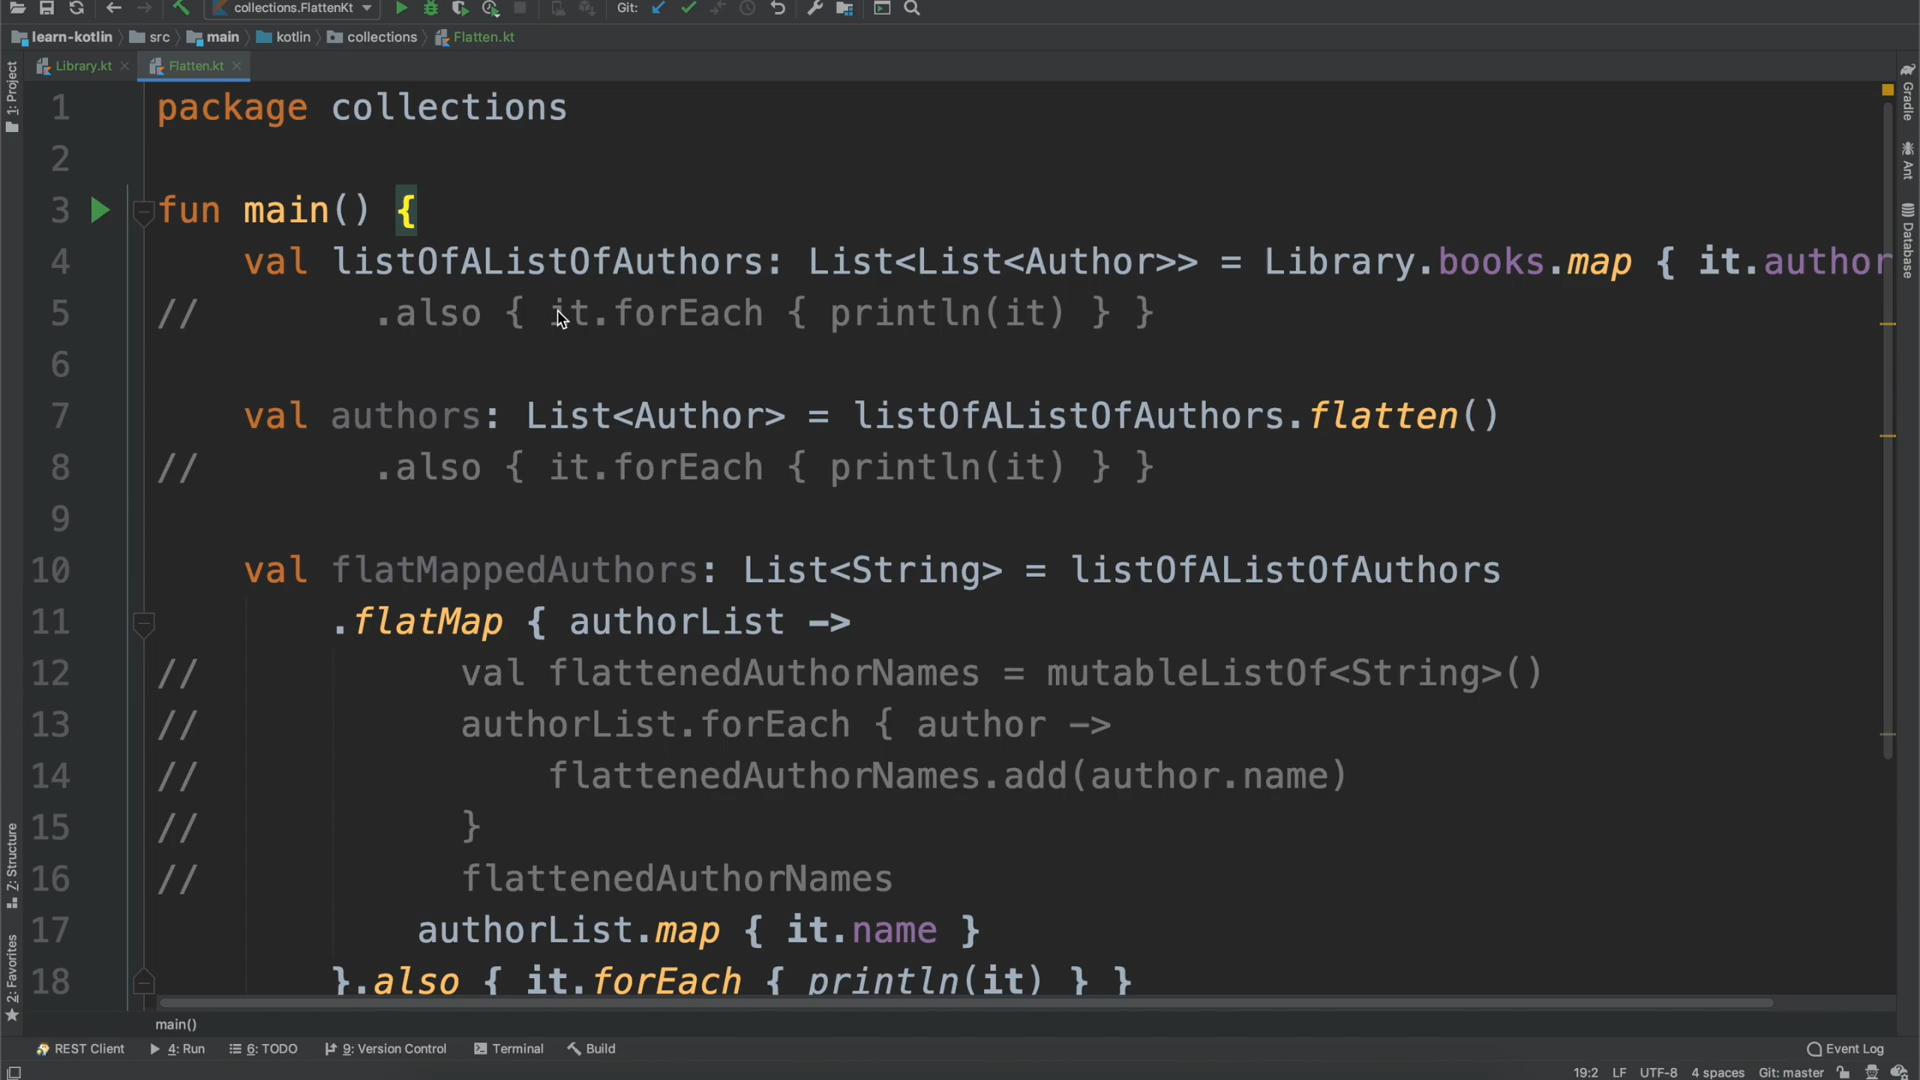 collections.FlattenKt
Git:
learn-kotlin
src
main
kotlin
collections
Flatten.kt
Library.kt
Flatten.kt
1: Project
Gradle
Ant
Database
Z: Structure
2: Favorites
1 package collections
2
3 fun main() {
4 val listOfAListOfAuthors: List<List<Author>> = Library.books.map { it.author
5 // .also { it.forEach { println(it) } }
6
7 val authors: List<Author> = listOfAListOfAuthors.flatten()
8 // .also { it.forEach { println(it) } }
9
10 val flatMappedAuthors: List<String> = listOfAListOfAuthors
11 .flatMap { authorList ->
12 // val flattenedAuthorNames = mutableListOf<String>()
13 // authorList.forEach { author ->
14 // flattenedAuthorNames.add(author.name)
15 // }
16 // flattenedAuthorNames
17 authorList.map { it.name }
18 }.also { it.forEach { println(it) } }
main()
REST Client
4: Run
6: TODO
9: Version Control
Terminal
Build
Event Log
19:2 LF UTF-8 4 spaces Git: master